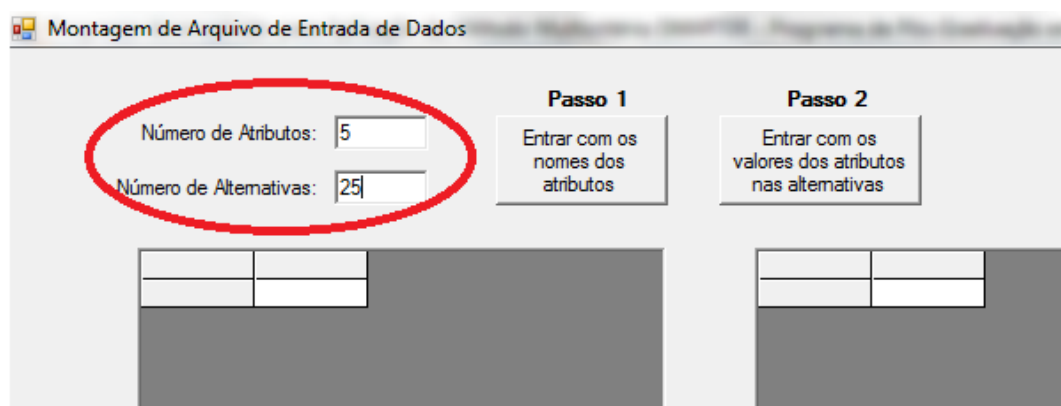 Montagem de Arquivo de Entrada de Dados
Número de Atributos: 5
Número de Alternativas: 25
Passo 1
Entrar com os
nomes dos
atributos
Passo 2
Entrar com os
valores dos atributos
nas alternativas